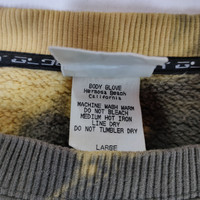 BODY GLOVE
Hermosa Beach
California
MACHINE WASH WARM
DO NOT BLEACH
MEDIUM HOT IRON
LINE DRY
DO NOT TUMBLER DRY
LARGE